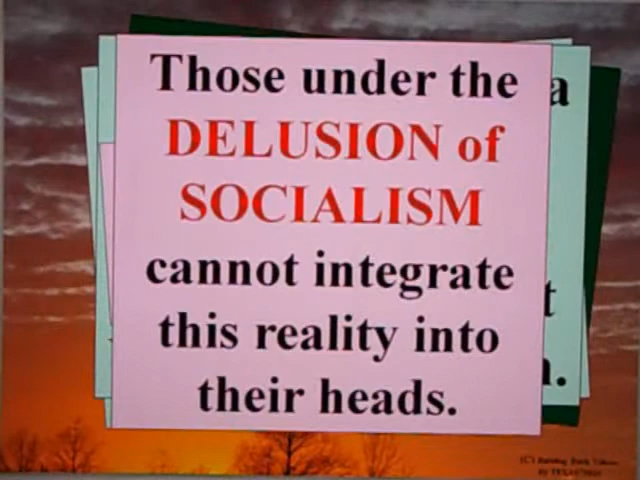 Those under the
DELUSION of
SOCIALISM
cannot integrate
this reality into
their heads.
a
t
.